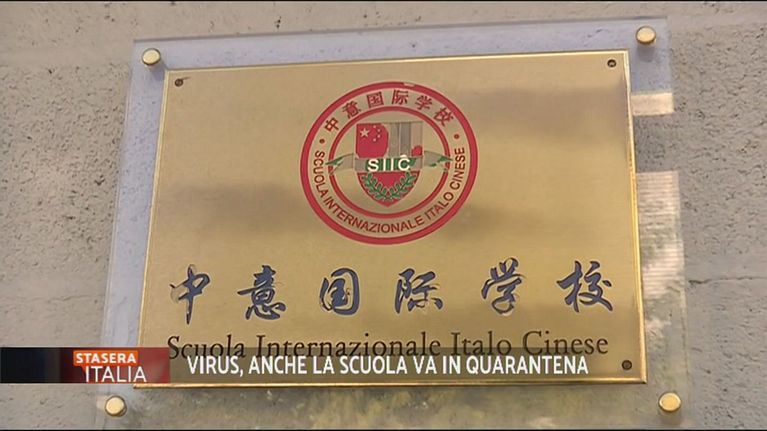 中意国际学校
SIIC
SCUOLA INTERNAZIONALE ITALO CINESE
中意国际学校
Scuola Internazionale Italo Cinese
STASERA
ITALIA
VIRUS, ANCHE LA SCUOLA VA IN QUARANTENA